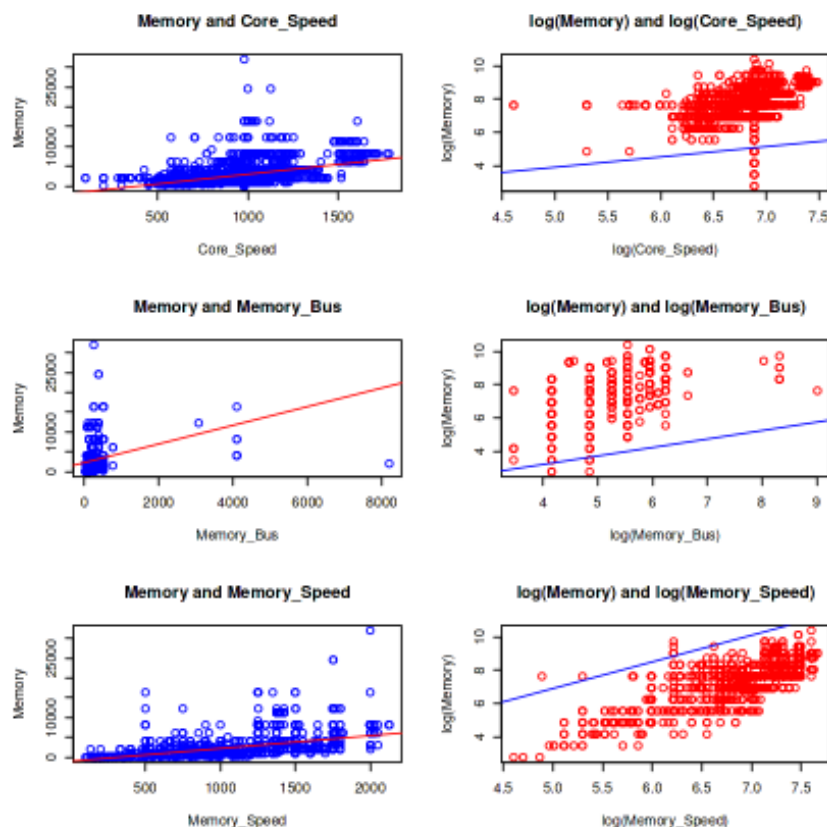 Memory and Core_Speed
Memory
0 10000 25000
500 1000 1500
Core_Speed
log(Memory) and log(Core_Speed)
log(Memory)
4 6 8 10
4.5 5.0 5.5 6.0 6.5 7.0 7.5
log(Core_Speed)
Memory and Memory_Bus
Memory
0 10000 25000
0 2000 4000 6000 8000
Memory_Bus
log(Memory) and log(Memory_Bus)
log(Memory)
4 6 8 10
4 5 6 7 8 9
log(Memory_Bus)
Memory and Memory_Speed
Memory
0 10000 25000
500 1000 1500 2000
Memory_Speed
log(Memory) and log(Memory_Speed)
log(Memory)
4 6 8 10
4.5 5.0 5.5 6.0 6.5 7.0 7.5
log(Memory_Speed)